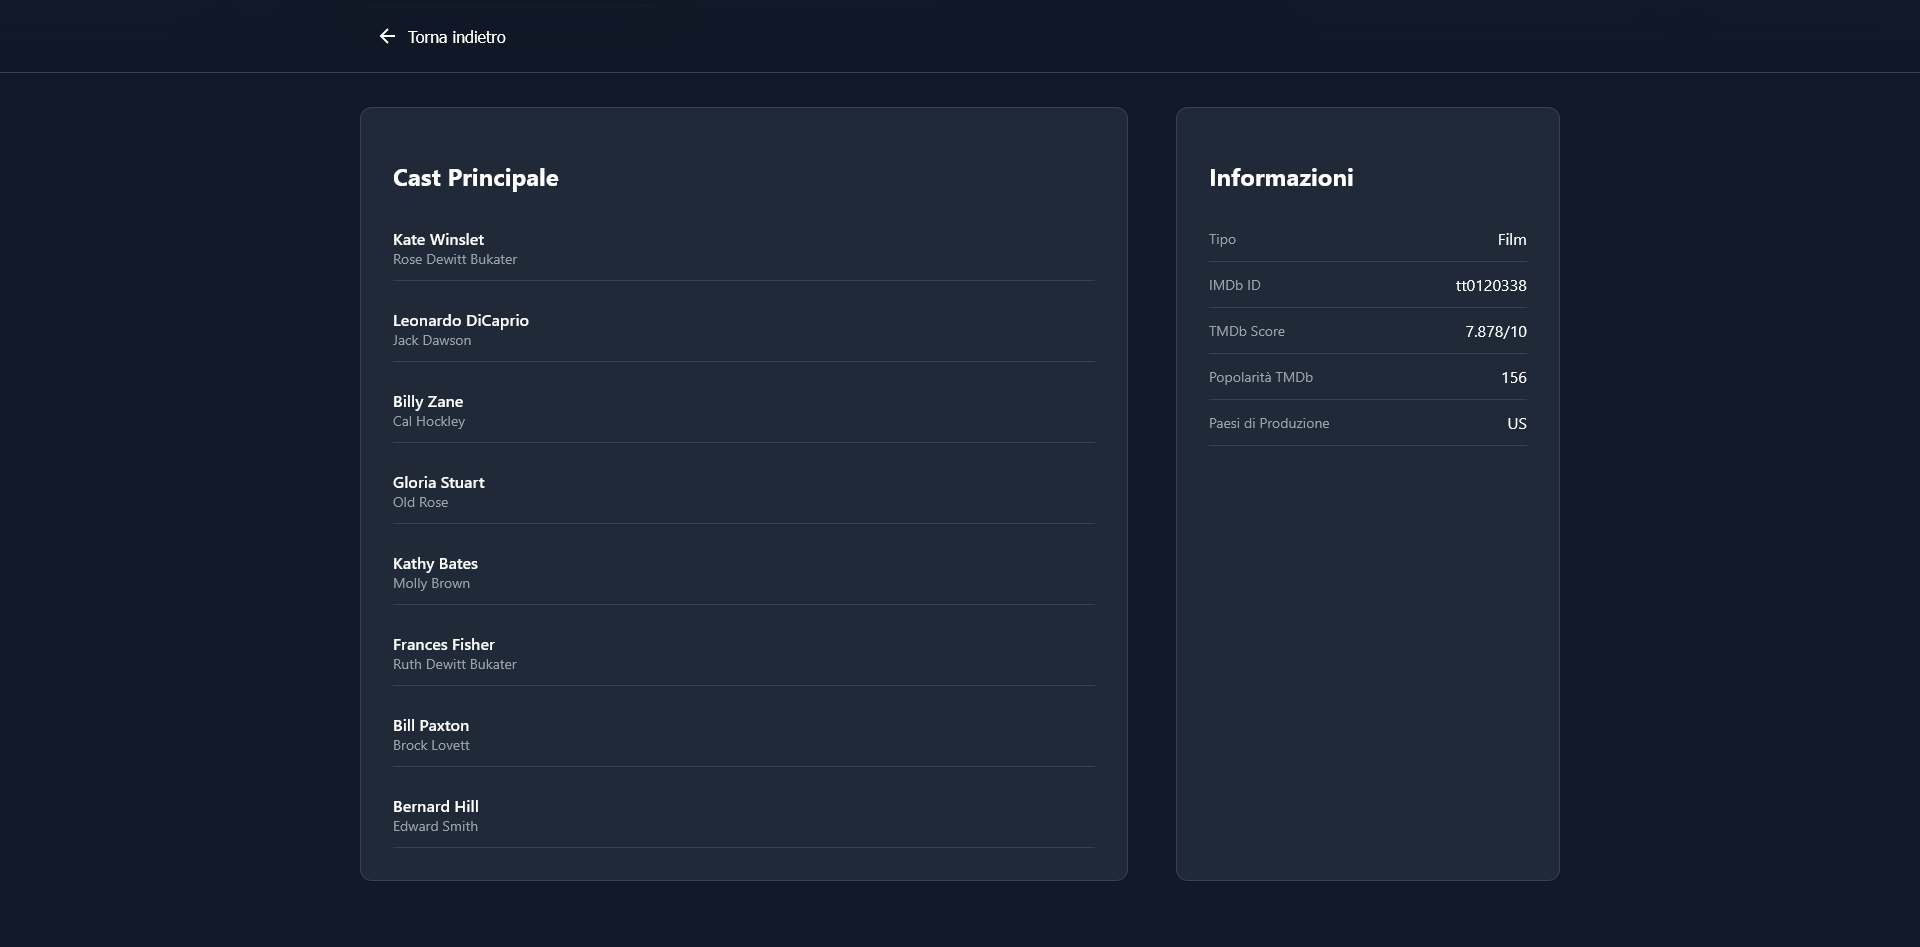 Torna indietro
Cast Principale
Kate Winslet
Rose Dewitt Bukater
Leonardo DiCaprio
Jack Dawson
Billy Zane
Cal Hockley
Gloria Stuart
Old Rose
Kathy Bates
Molly Brown
Frances Fisher
Ruth Dewitt Bukater
Bill Paxton
Brock Lovett
Bernard Hill
Edward Smith
Informazioni
Tipo Film
IMDb ID tt0120338
TMDb Score 7.878/10
Popolarità TMDb 156
Paesi di Produzione US